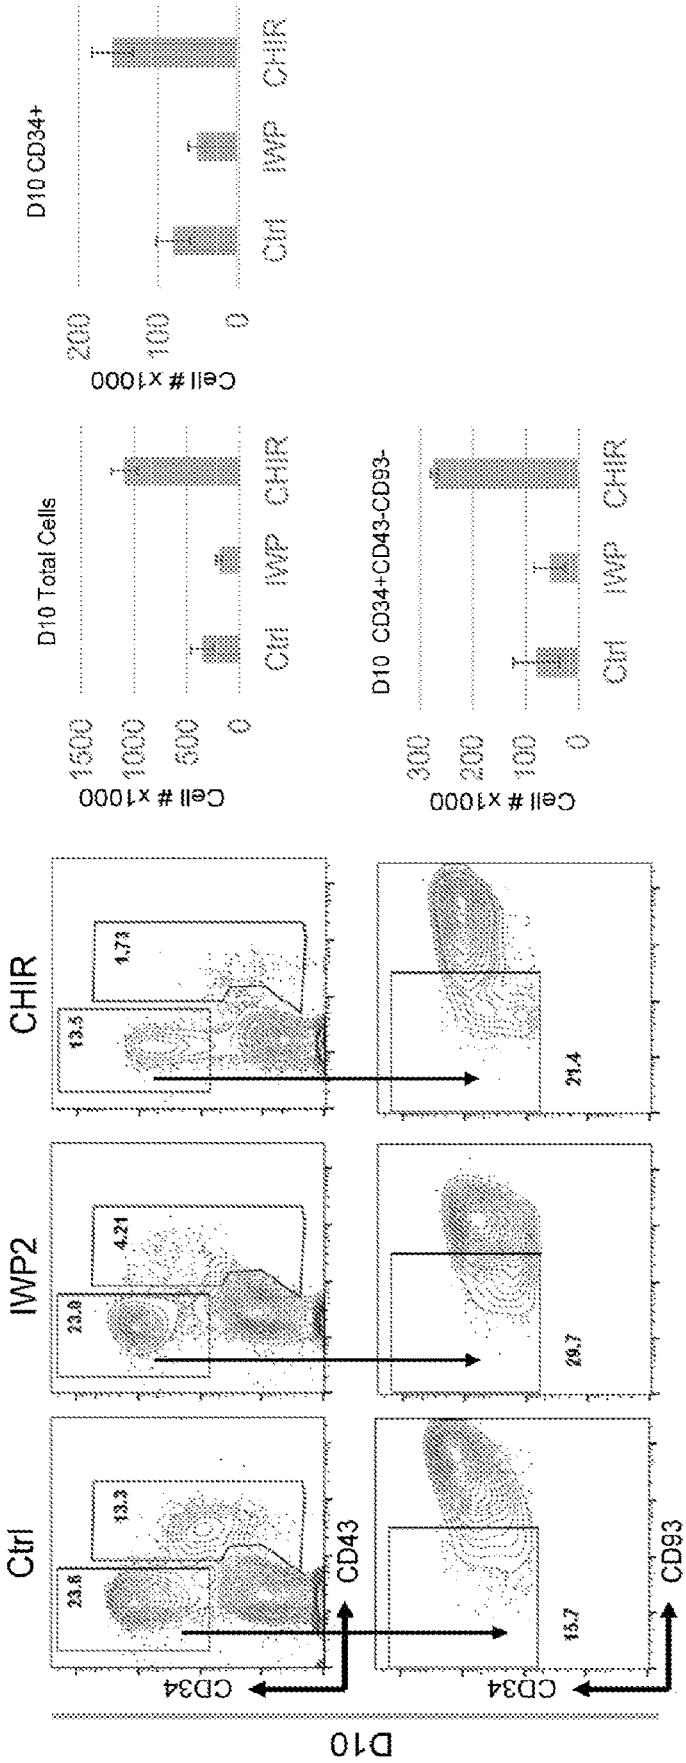 Ctrl
IWP2
CHIR
23.8
13.3
23.0
4.21
13.5
1.73
CD34
CD43
D10
15.7
29.7
21.4
CD34
CD93
D10 Total Cells
1500
1000
500
0
Cell # x1000
Ctrl
IWP
CHIR
D10 CD34+
200
100
0
Cell # x1000
Ctrl
IWP
CHIR
D10 CD34+CD43-CD93-
300
200
100
0
Cell # x1000
Ctrl
IWP
CHIR